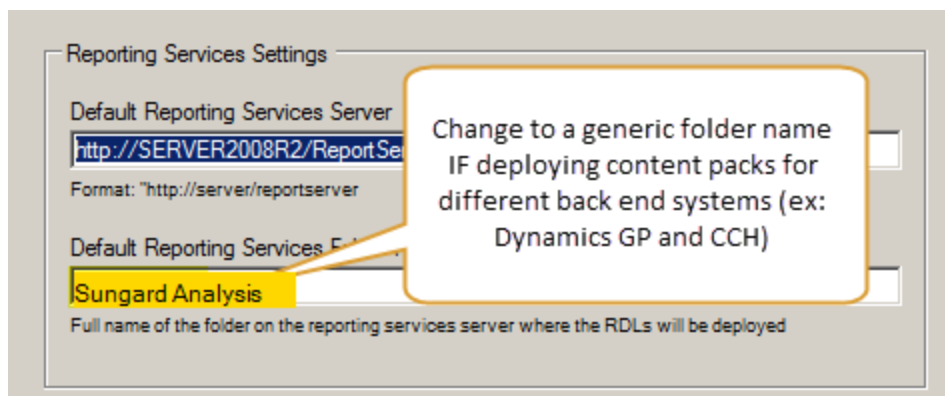 Reporting Services Settings
Default Reporting Services Server
http://SERVER2008R2/ReportSe
Format: "http://server/reportserver
Default Reporting Services
Sungard Analysis
Full name of the folder on the reporting services server where the RDLs will be deployed
Change to a generic folder name
IF deploying content packs for
different back end systems (ex:
Dynamics GP and CCH)